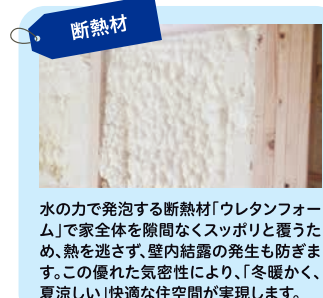 断熱材
水の力で発泡する断熱材｢ウレタンフォー
ム｣で家全体を隙間なくスッポリと覆うた
め、熱を逃さず、壁内結露の発生も防ぎま
す。この優れた気密性により、｢冬暖かく、
夏涼しい｣快適な住空間が実現します。